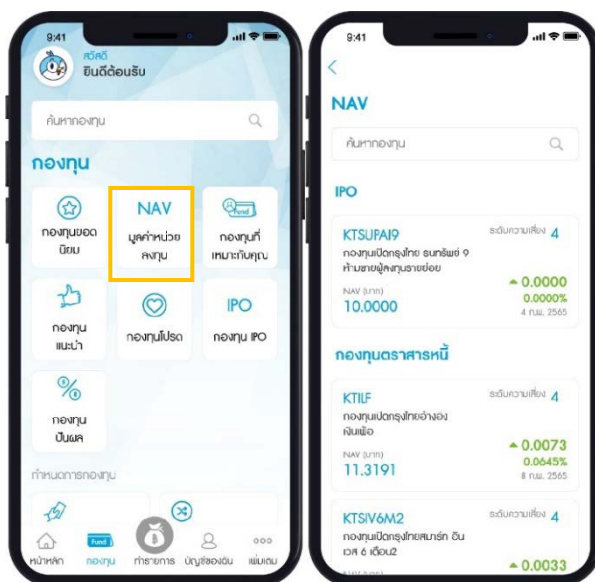 9:41
สวัสดี
ยินดีต้อนรับ
ค้นหากองทุน
กองทุน
กองทุนยอด
นิยม
NAV
มูลค่าหน่วย
ลงทุน
Fund
กองทุนที่
เหมาะกับคุณ
กองทุน
แนะนำ
กองทุนโปรด
IPO
กองทุน IPO
กองทุน
ปันผล
กำหนดการกองทุน
หน้าหลัก
Fund
กองทุน
ทำรายการ
บัญชีของฉัน
เพิ่มเติม
9:41
NAV
ค้นหากองทุน
IPO
KTSUPAI9
ระดับความเสี่ยง 4
กองทุนเปิดกรุงไทย ธนทรัพย์ 9
ห้ามขายผู้ลงทุนรายย่อย
NAV (บาท)
10.0000
0.0000
0.0000%
4 ก.พ. 2565
กองทุนตราสารหนี้
KTILF
ระดับความเสี่ยง 4
กองทุนเปิดกรุงไทยอ้างอิง
เงินเฟ้อ
NAV (บาท)
11.3191
0.0073
0.0645%
8 ก.พ. 2565
KTSIV6M2
ระดับความเสี่ยง 4
กองทุนเปิดกรุงไทยสมาร์ท อิน
เวส 6 เดือน2
0.0033